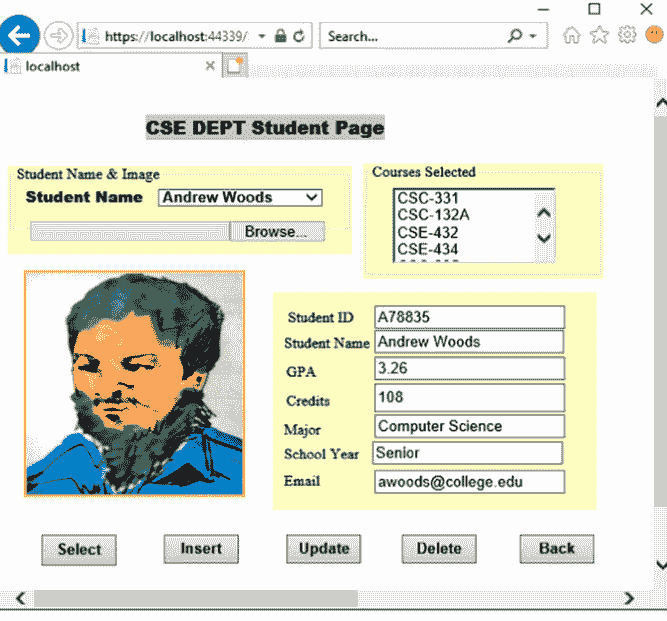 https://localhost:44339/
Search...
localhost
CSE DEPT Student Page
Student Name & Image
Student Name Andrew Woods
Browse...
Courses Selected
CSC-331
CSC-132A
CSE-432
CSE-434
Student ID A78835
Student Name Andrew Woods
GPA 3.26
Credits 108
Major Computer Science
School Year Senior
Email awoods@college.edu
Select Insert Update Delete Back